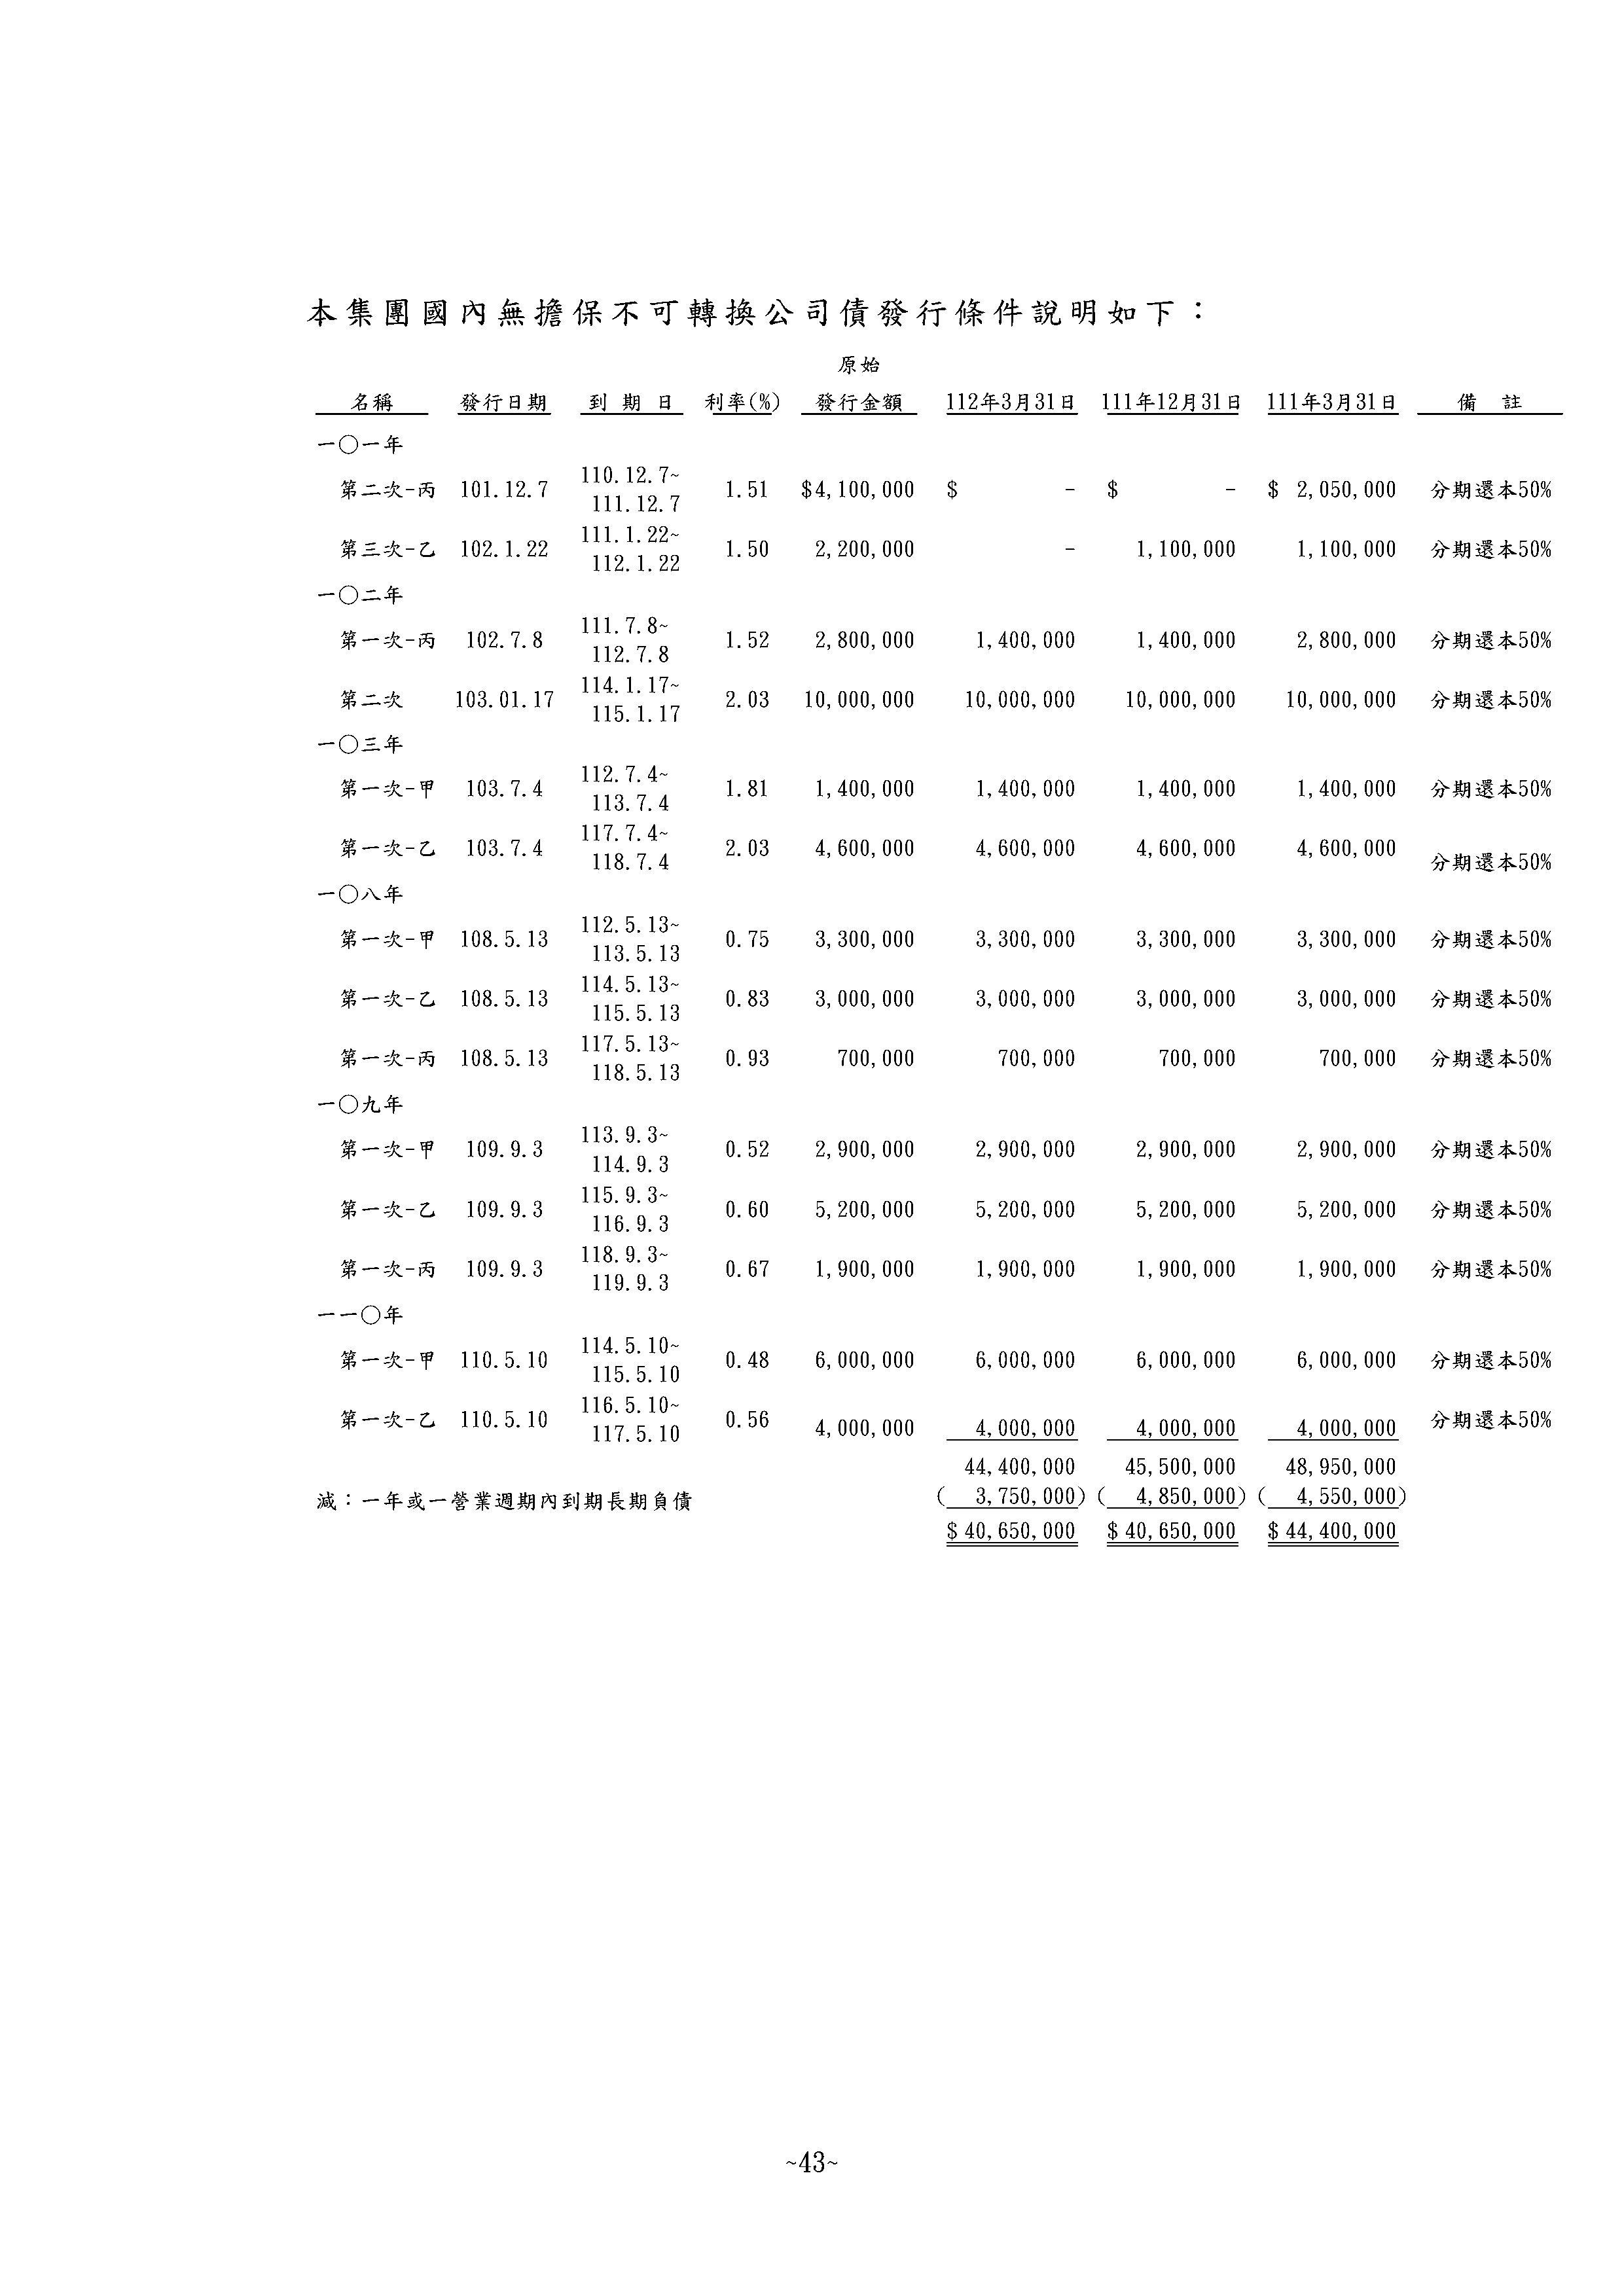 本集團國內無擔保不可轉換公司債發行條件說明如下：
原始
名稱 發行日期 到 期 日 利率(%) 發行金額 112年3月31日 111年12月31日 111年3月31日 備 註
一○一年
第二次-丙 101.12.7 110.12.7~ 111.12.7 1.51 $4,100,000 $ - $ - $ 2,050,000 分期還本50%
第三次-乙 102.1.22 111.1.22~ 112.1.22 1.50 2,200,000 - 1,100,000 1,100,000 分期還本50%
一○二年
第一次-丙 102.7.8 111.7.8~ 112.7.8 1.52 2,800,000 1,400,000 1,400,000 2,800,000 分期還本50%
第二次 103.01.17 114.1.17~ 115.1.17 2.03 10,000,000 10,000,000 10,000,000 10,000,000 分期還本50%
一○三年
第一次-甲 103.7.4 112.7.4~ 113.7.4 1.81 1,400,000 1,400,000 1,400,000 1,400,000 分期還本50%
第一次-乙 103.7.4 117.7.4~ 118.7.4 2.03 4,600,000 4,600,000 4,600,000 4,600,000 分期還本50%
一○八年
第一次-甲 108.5.13 112.5.13~ 113.5.13 0.75 3,300,000 3,300,000 3,300,000 3,300,000 分期還本50%
第一次-乙 108.5.13 114.5.13~ 115.5.13 0.83 3,000,000 3,000,000 3,000,000 3,000,000 分期還本50%
第一次-丙 108.5.13 117.5.13~ 118.5.13 0.93 700,000 700,000 700,000 700,000 分期還本50%
一○九年
第一次-甲 109.9.3 113.9.3~ 114.9.3 0.52 2,900,000 2,900,000 2,900,000 2,900,000 分期還本50%
第一次-乙 109.9.3 115.9.3~ 116.9.3 0.60 5,200,000 5,200,000 5,200,000 5,200,000 分期還本50%
第一次-丙 109.9.3 118.9.3~ 119.9.3 0.67 1,900,000 1,900,000 1,900,000 1,900,000 分期還本50%
一一○年
第一次-甲 110.5.10 114.5.10~ 115.5.10 0.48 6,000,000 6,000,000 6,000,000 6,000,000 分期還本50%
第一次-乙 110.5.10 116.5.10~ 117.5.10 0.56 4,000,000 4,000,000 4,000,000 4,000,000 分期還本50%
44,400,000 45,500,000 48,950,000
減：一年或一營業週期內到期長期負債 ( 3,750,000) ( 4,850,000) ( 4,550,000)
$ 40,650,000 $ 40,650,000 $ 44,400,000
~43~